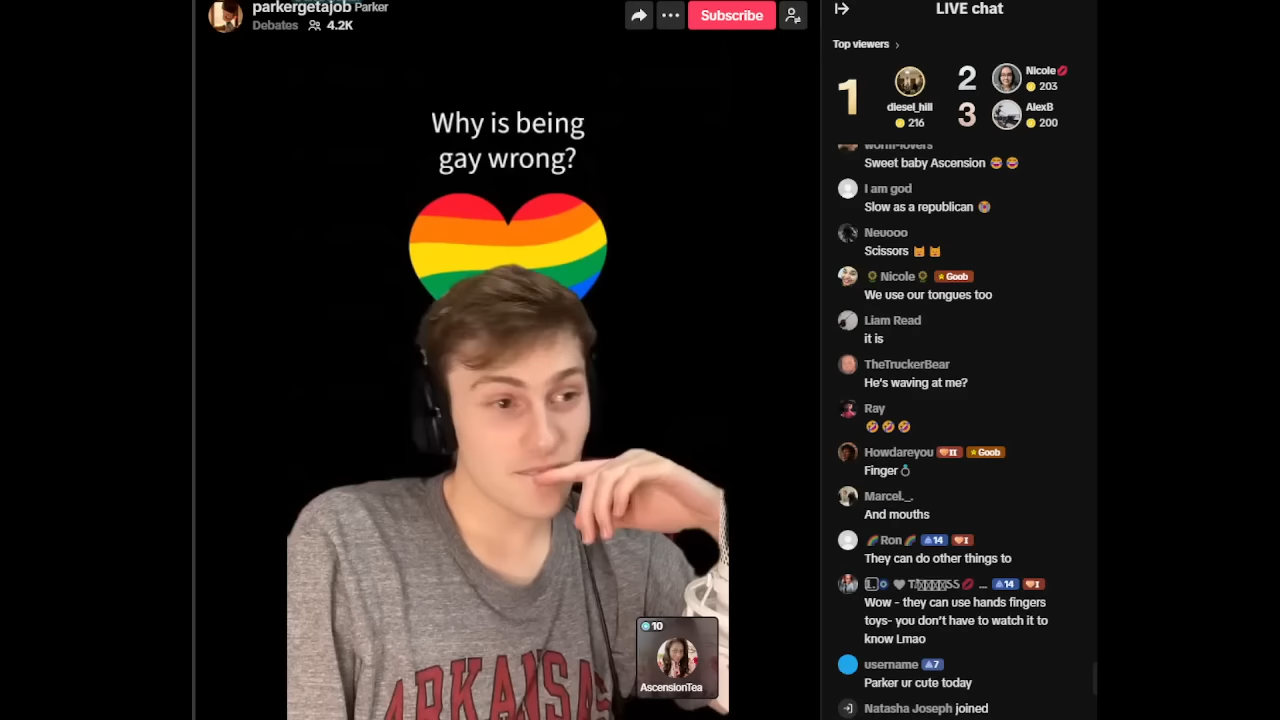 parkergetajob Parker
Debates 4.2K
Subscribe
Why is being
gay wrong?
ARKANSAS
10
AscensionTea
LIVE chat
Top viewers
1
diesel_hill
216
2
Nicole
203
3
AlexB
200
worm-lovers
Sweet baby Ascension
I am god
Slow as a republican
Neuooo
Scissors
Nicole Goob
We use our tongues too
Liam Read
it is
TheTruckerBear
He's waving at me?
Ray
Howdareyou II Goob
Finger
Marcel._.
And mouths
Ron 14 I
They can do other things to
... 14 I
Wow - they can use hands fingers
toys- you don't have to watch it to
know Lmao
username 7
Parker ur cute today
Natasha Joseph joined